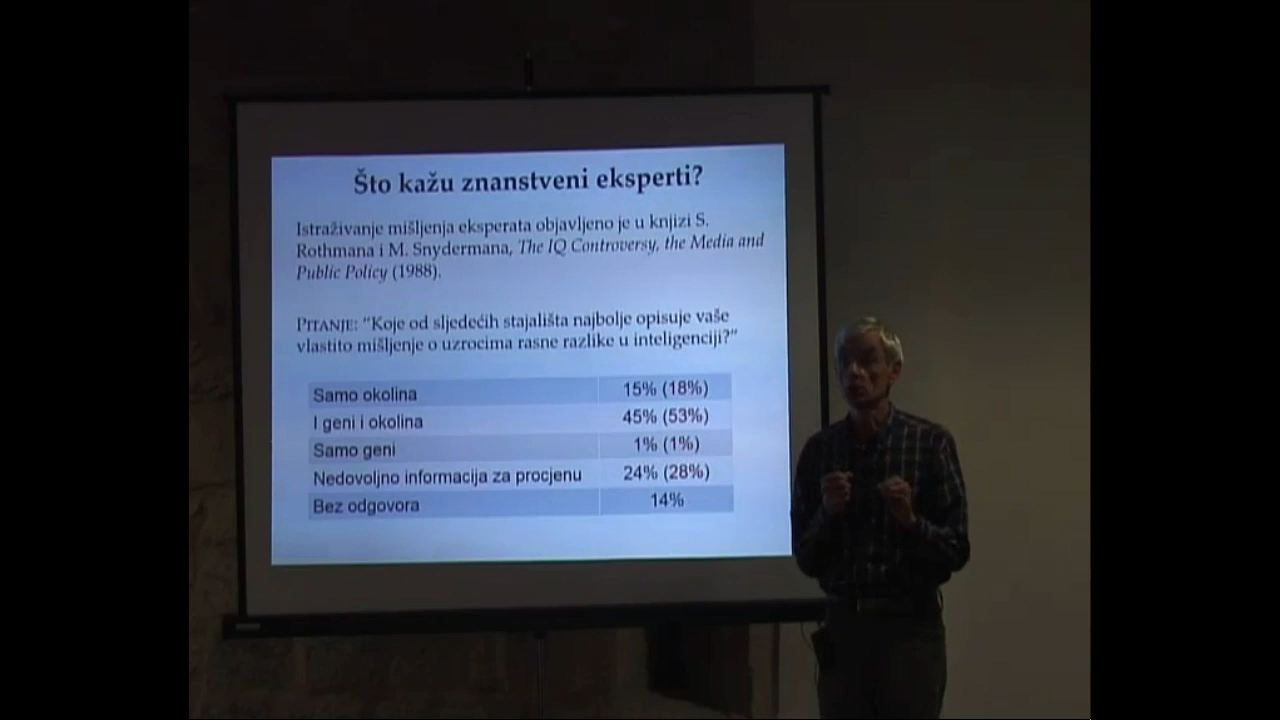 Što kažu znanstveni eksperti?
Istraživanje mišljenja eksperata objavljeno je u knjizi S.
Rothmana i M. Snydermana, The IQ Controversy, the Media and
Public Policy (1988).
PITANJE: “Koje od sljedećih stajališta najbolje opisuje vaše
vlastito mišljenje o uzrocima rasne razlike u inteligenciji?”
Samo okolina 15% (18%)
I geni i okolina 45% (53%)
Samo geni 1% (1%)
Nedovoljno informacija za procjenu 24% (28%)
Bez odgovora 14%